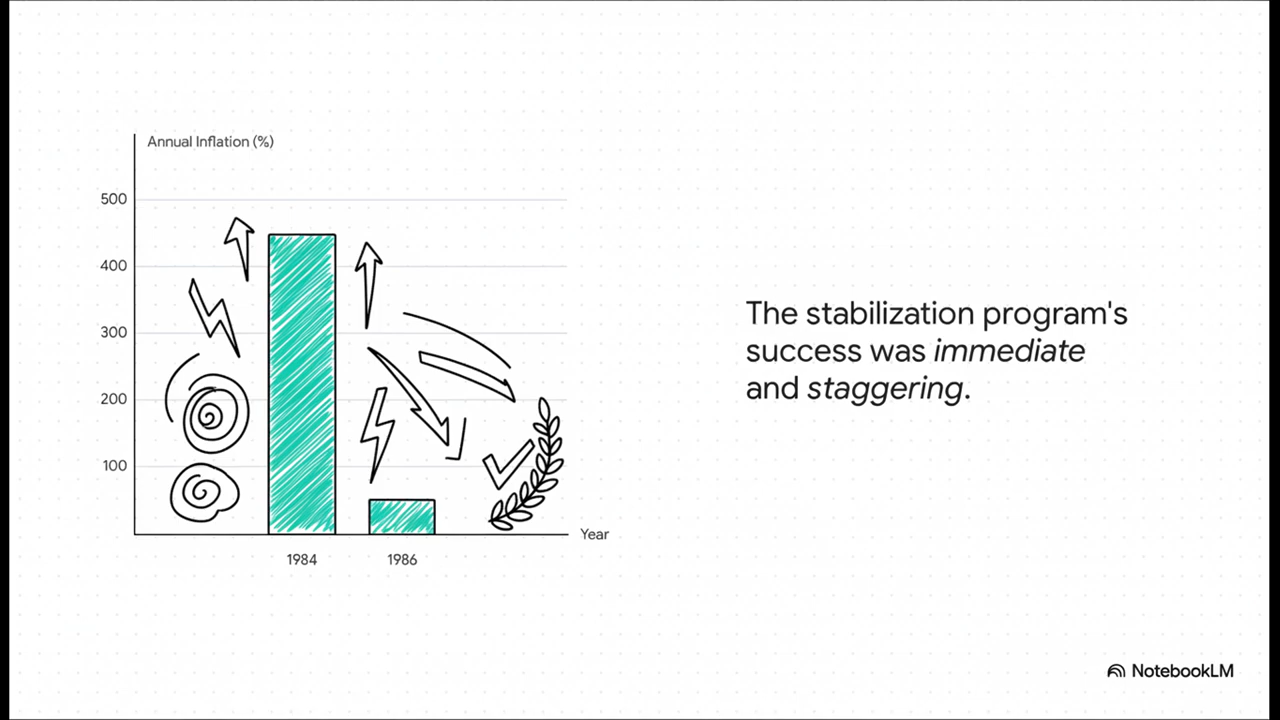 Annual Inflation (%)
500
400
300
200
100
Year
1984 1986
The stabilization program's
success was immediate
and staggering.
NotebookLM